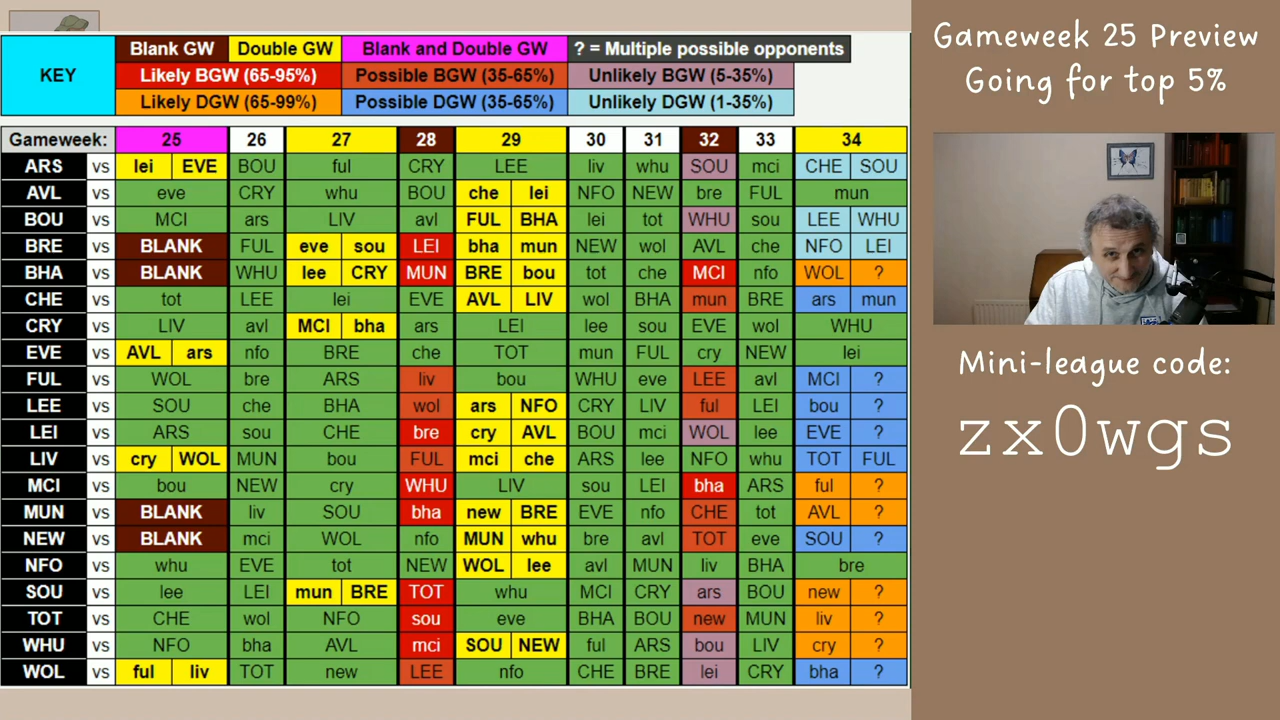 KEY
Blank GW Double GW Blank and Double GW ? = Multiple possible opponents
Likely BGW (65-95%) Possible BGW (35-65%) Unlikely BGW (5-35%)
Likely DGW (65-99%) Possible DGW (35-65%) Unlikely DGW (1-35%)
Gameweek: 25 26 27 28 29 30 31 32 33 34
ARS vs lei EVE BOU ful CRY LEE liv whu SOU mci CHE SOU
AVL vs eve CRY whu BOU che lei NFO NEW bre FUL mun
BOU vs MCI ars LIV avl FUL BHA lei tot WHU sou LEE WHU
BRE vs BLANK FUL eve sou LEI bha mun NEW wol AVL che NFO LEI
BHA vs BLANK WHU lee CRY MUN BRE bou tot che MCI nfo WOL ?
CHE vs tot LEE lei EVE AVL LIV wol BHA mun BRE ars mun
CRY vs LIV avl MCI bha ars LEI lee sou EVE wol WHU
EVE vs AVL ars nfo BRE che TOT mun FUL cry NEW lei
FUL vs WOL bre ARS liv bou WHU eve LEE avl MCI ?
LEE vs SOU che BHA wol ars NFO CRY LIV ful LEI bou ?
LEI vs ARS sou CHE bre cry AVL BOU mci WOL lee EVE ?
LIV vs cry WOL MUN bou FUL mci che ARS lee NFO whu TOT FUL
MCI vs bou NEW cry WHU LIV sou LEI bha ARS ful ?
MUN vs BLANK liv SOU bha new BRE EVE nfo CHE tot AVL ?
NEW vs BLANK mci WOL nfo MUN whu bre avl TOT eve SOU ?
NFO vs whu EVE tot NEW WOL lee avl MUN liv BHA bre
SOU vs lee LEI mun BRE TOT whu MCI CRY ars BOU new ?
TOT vs CHE wol NFO sou eve BHA BOU new MUN liv ?
WHU vs NFO bha AVL mci SOU NEW ful ARS bou LIV cry ?
WOL vs ful liv TOT new LEE nfo CHE BRE lei CRY bha ?
Gameweek 25 Preview
Going for top 5%
Mini-league code:
zx0wgs